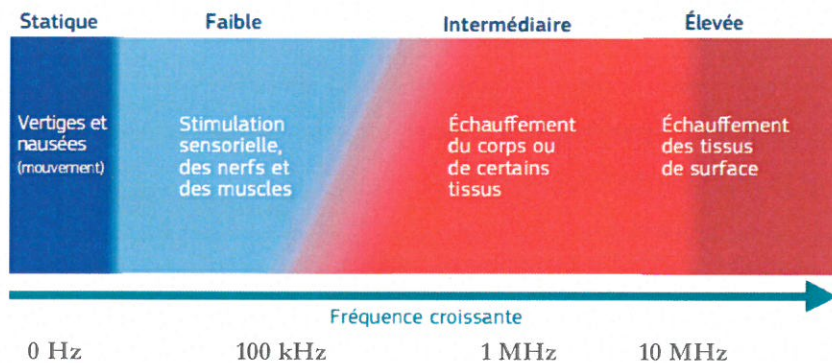 Statique Faible Intermédiaire Élevée
Vertiges et
nausées
(mouvement)
Stimulation
sensorielle,
des nerfs et
des muscles
Échauffement
du corps ou
de certains
tissus
Échauffement
des tissus
de surface
Fréquence croissante
0 Hz 100 kHz 1 MHz 10 MHz